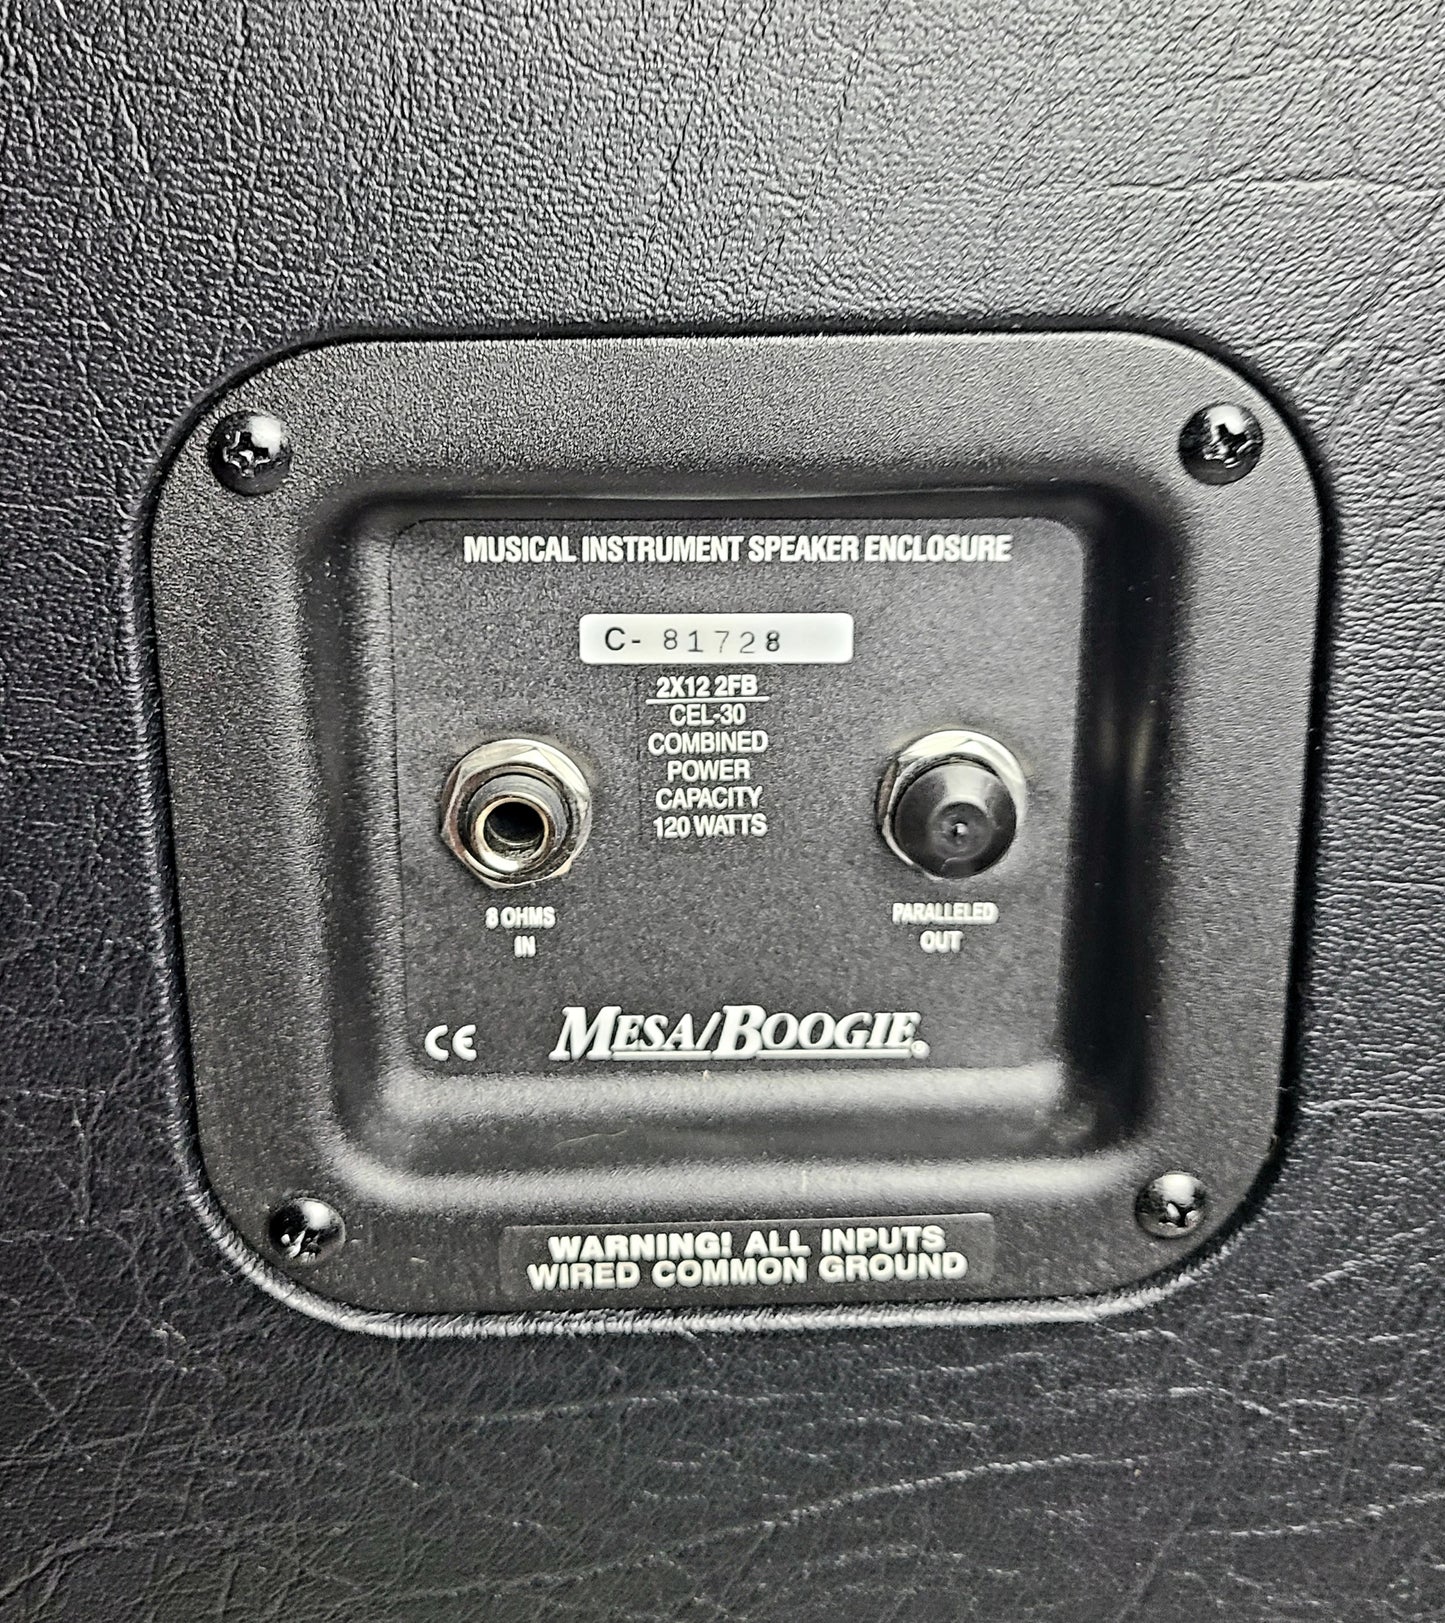 MUSICAL INSTRUMENT SPEAKER ENCLOSURE
C- 81728
2X12 2FB
CEL-30
COMBINED
POWER
CAPACITY
120 WATTS
8 OHMS
IN
PARALLELED
OUT
CE
MESA/BOOGIE®
WARNING! ALL INPUTS
WIRED COMMON GROUND